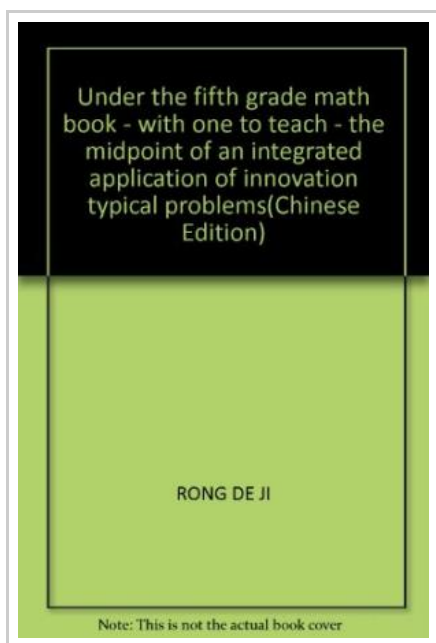 Under the fifth grade math
book - with one to teach - the
midpoint of an integrated
application of innovation
typical problems(Chinese
Edition)
RONG DE JI
Note: This is not the actual book cover